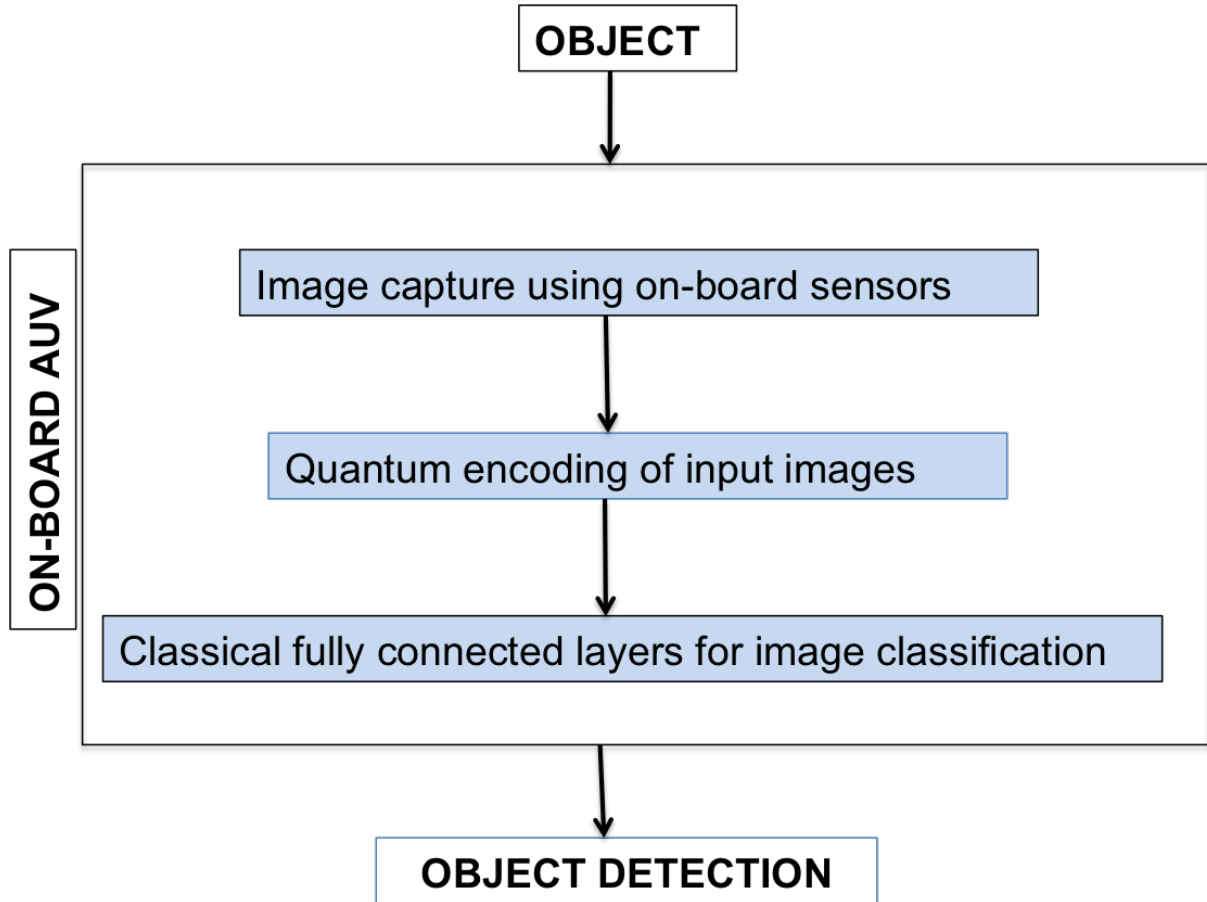 OBJECT
ON-BOARD AUV
Image capture using on-board sensors
Quantum encoding of input images
Classical fully connected layers for image classification
OBJECT DETECTION